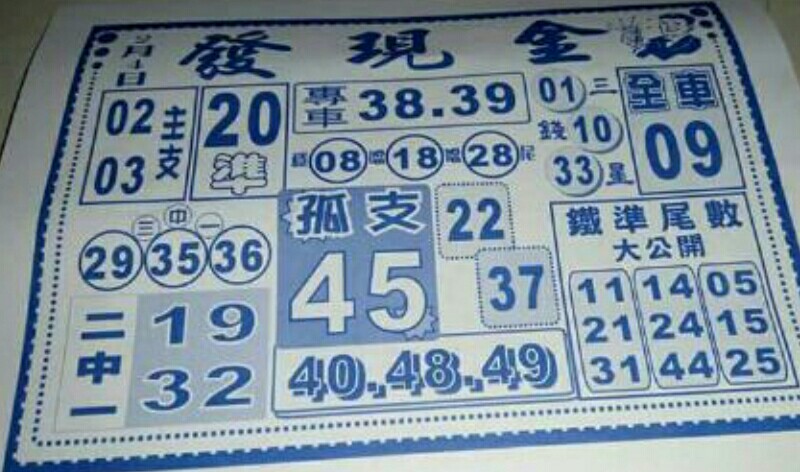 2月4日
發現金
02
03
主支
20
準
專車
38.39
01
10
33
三錢星
全車
09
08 18 28 尾
三中一
29 35 36
孤支
45
22
37
鐵準尾數
大公開
11 14 05
21 24 15
31 44 25
二中一
19
32
40.48.49